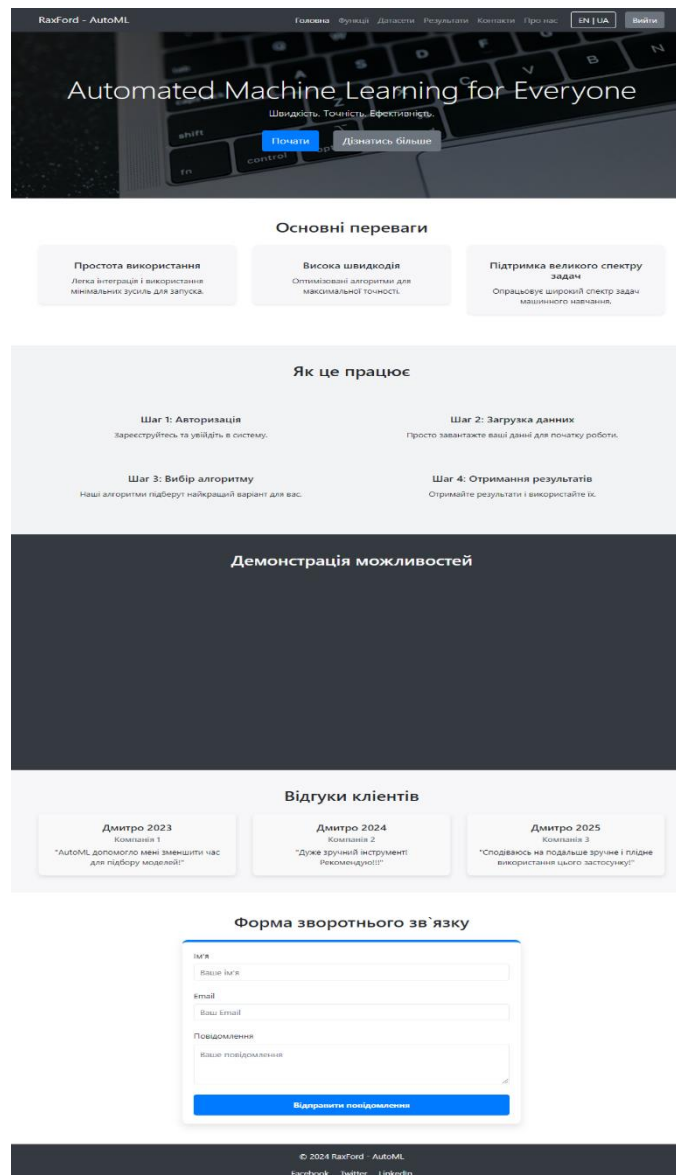 RaxFord - AutoML
Головна Функції Датасети Результати Контакти Про нас EN | UA Вийти
Automated Machine Learning for Everyone
Швидкість. Точність. Ефективність.
Почати Дізнатись більше
Основні переваги
Простота використання
Легка інтеграція і використання
мінімальних зусиль для запуска.
Висока швидкодія
Оптимізовані алгоритми для
максимальної точності.
Підтримка великого спектру
задач
Опрацьовує широкий спектр задач
машинного навчання.
Як це працює
Шаг 1: Авторизація
Зареєструйтесь та увійдіть в систему.
Шаг 2: Загрузка данних
Просто завантажте ваші данні для початку роботи.
Шаг 3: Вибір алгоритму
Наші алгоритми підберут найкращий варіант для вас.
Шаг 4: Отримання результатів
Отримайте результати і використайте їх.
Демонстрація можливостей
Відгуки клієнтів
Дмитро 2023
Компанія 1
"AutoML допомогло мені зменшити час
для підбору моделей!"
Дмитро 2024
Компанія 2
"Дуже зручний інструмент!
Рекомендую!!!"
Дмитро 2025
Компанія 3
"Сподіваюсь на подальше зручне і плідне
використання цього застосунку!"
Форма зворотнього зв`язку
Ім'я
Ваше ім'я
Email
Ваш Email
Повідомлення
Ваше повідомлення
Відправити повідомлення
© 2024 RaxFord - AutoML
Facebook Twitter LinkedIn